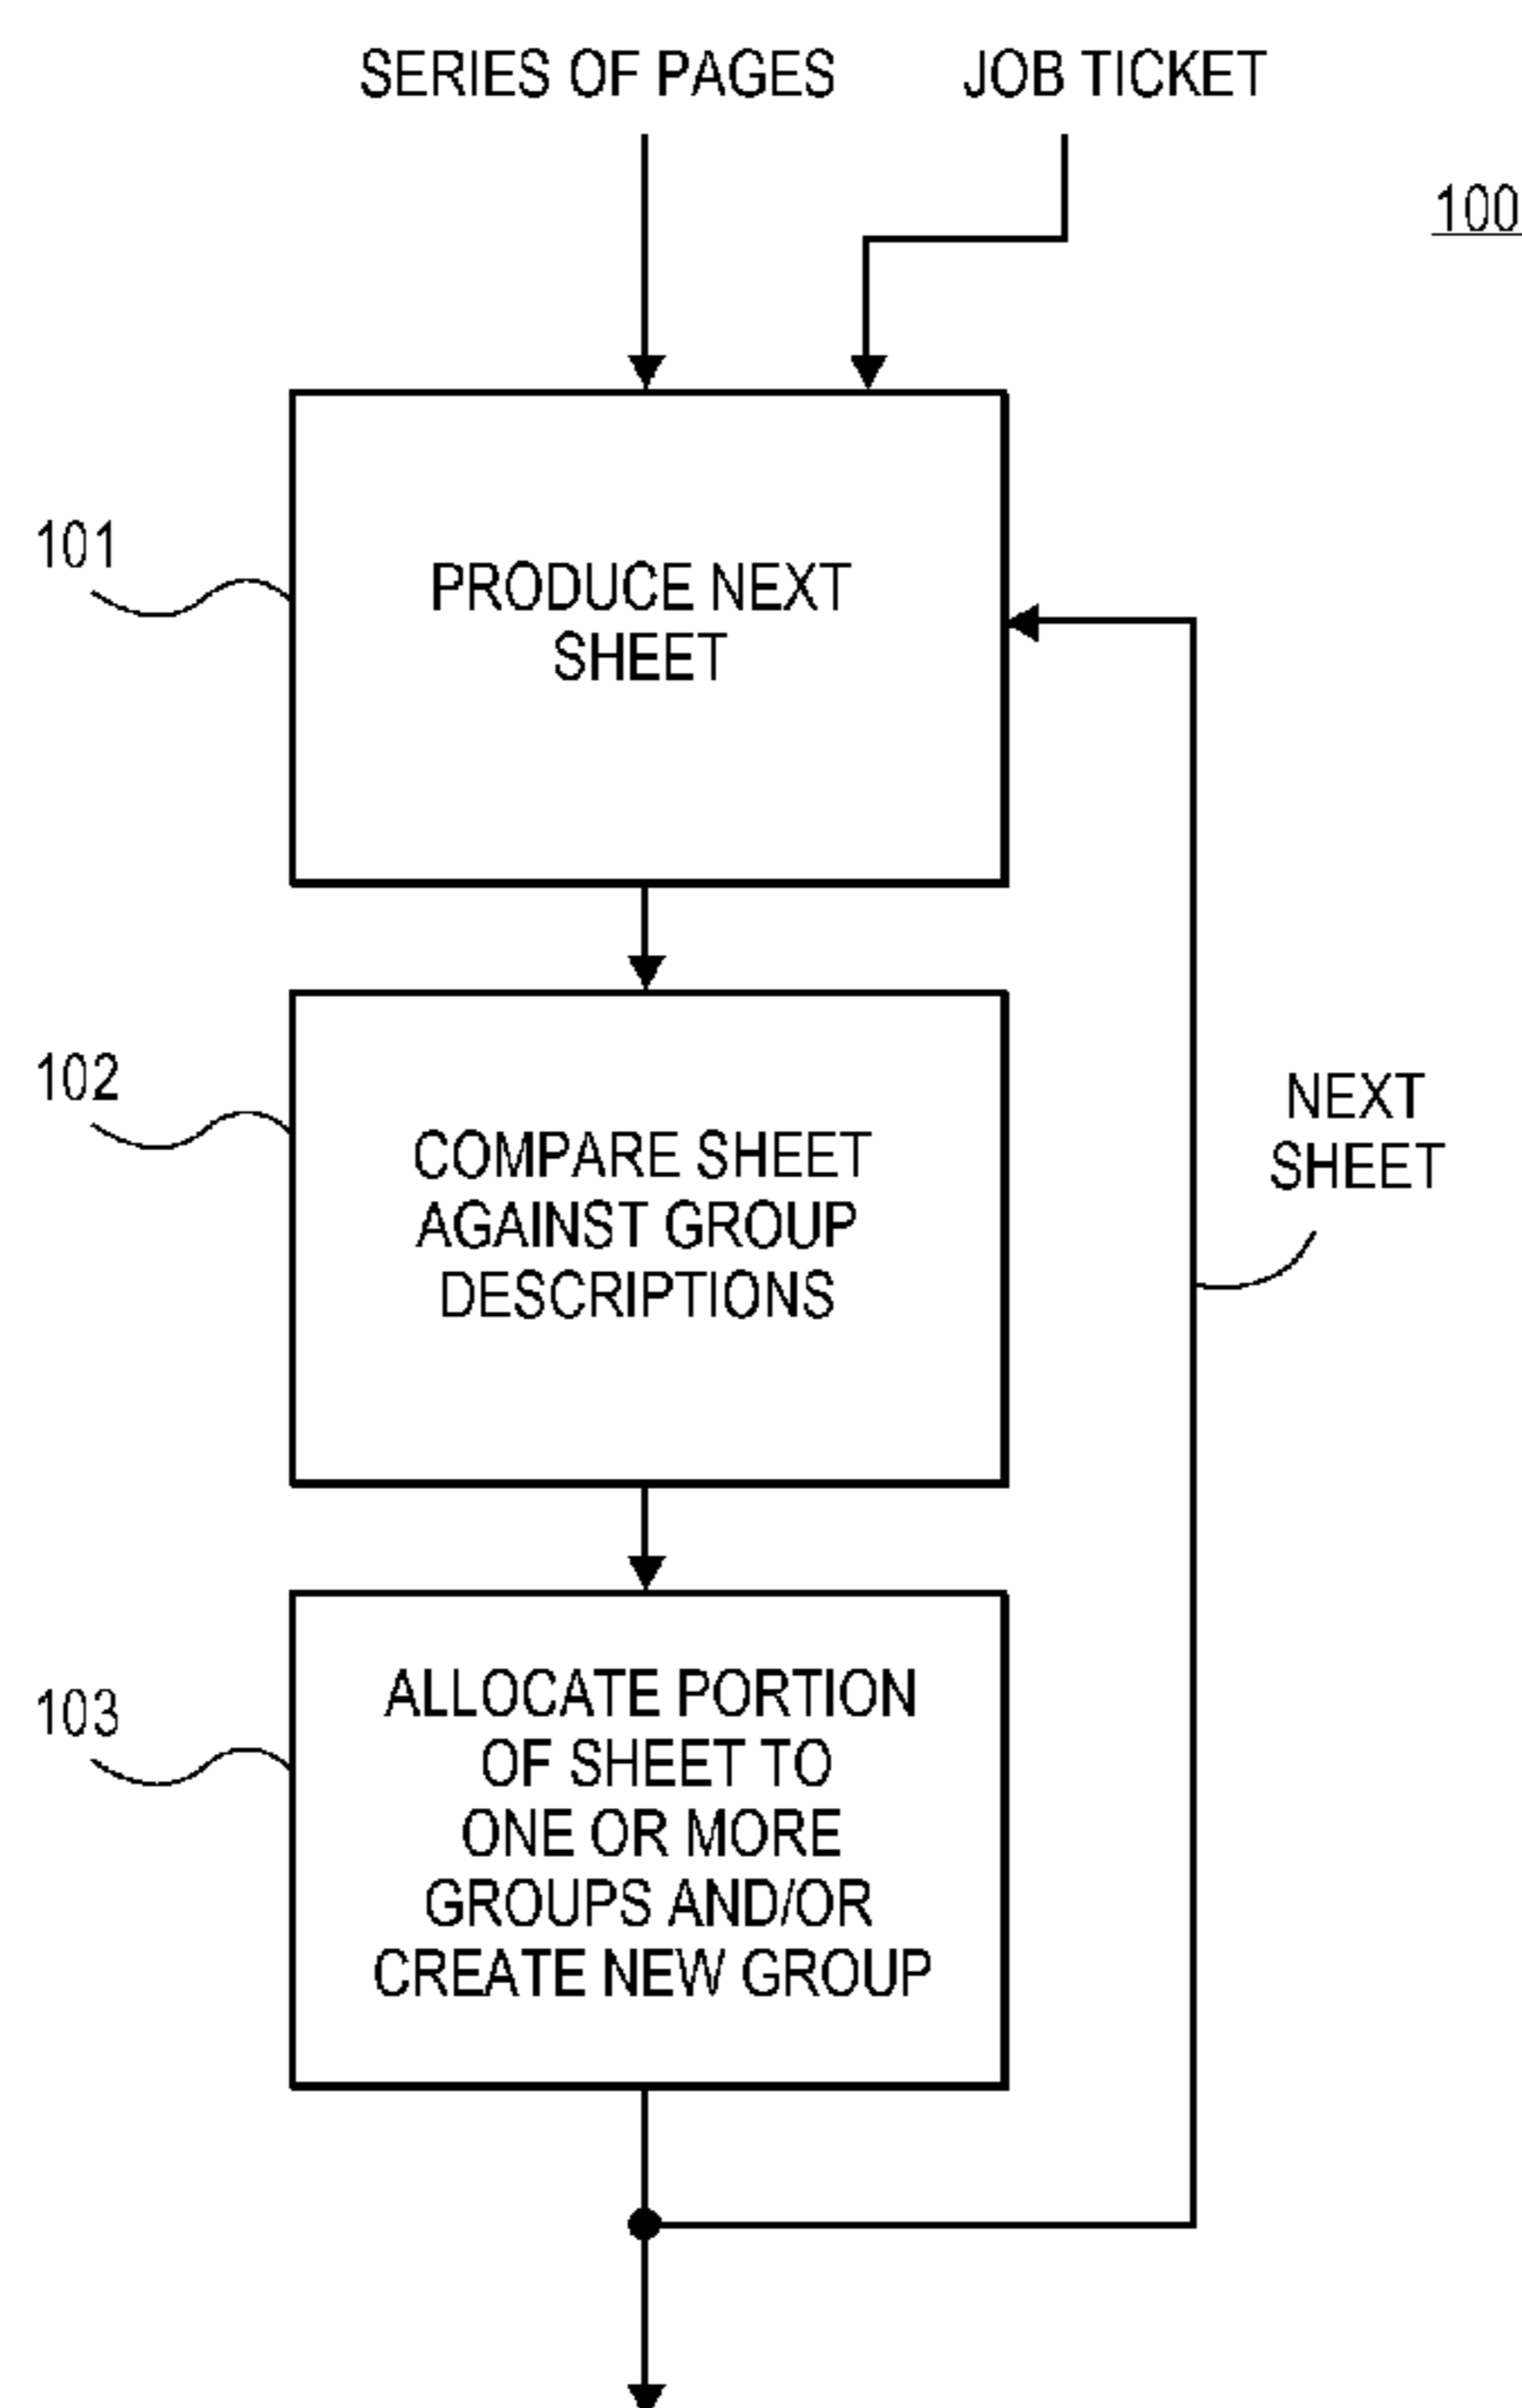 SERIES OF PAGES
JOB TICKET
100
101
PRODUCE NEXT
SHEET
102
COMPARE SHEET
AGAINST GROUP
DESCRIPTIONS
NEXT
SHEET
103
ALLOCATE PORTION
OF SHEET TO
ONE OR MORE
GROUPS AND/OR
CREATE NEW GROUP